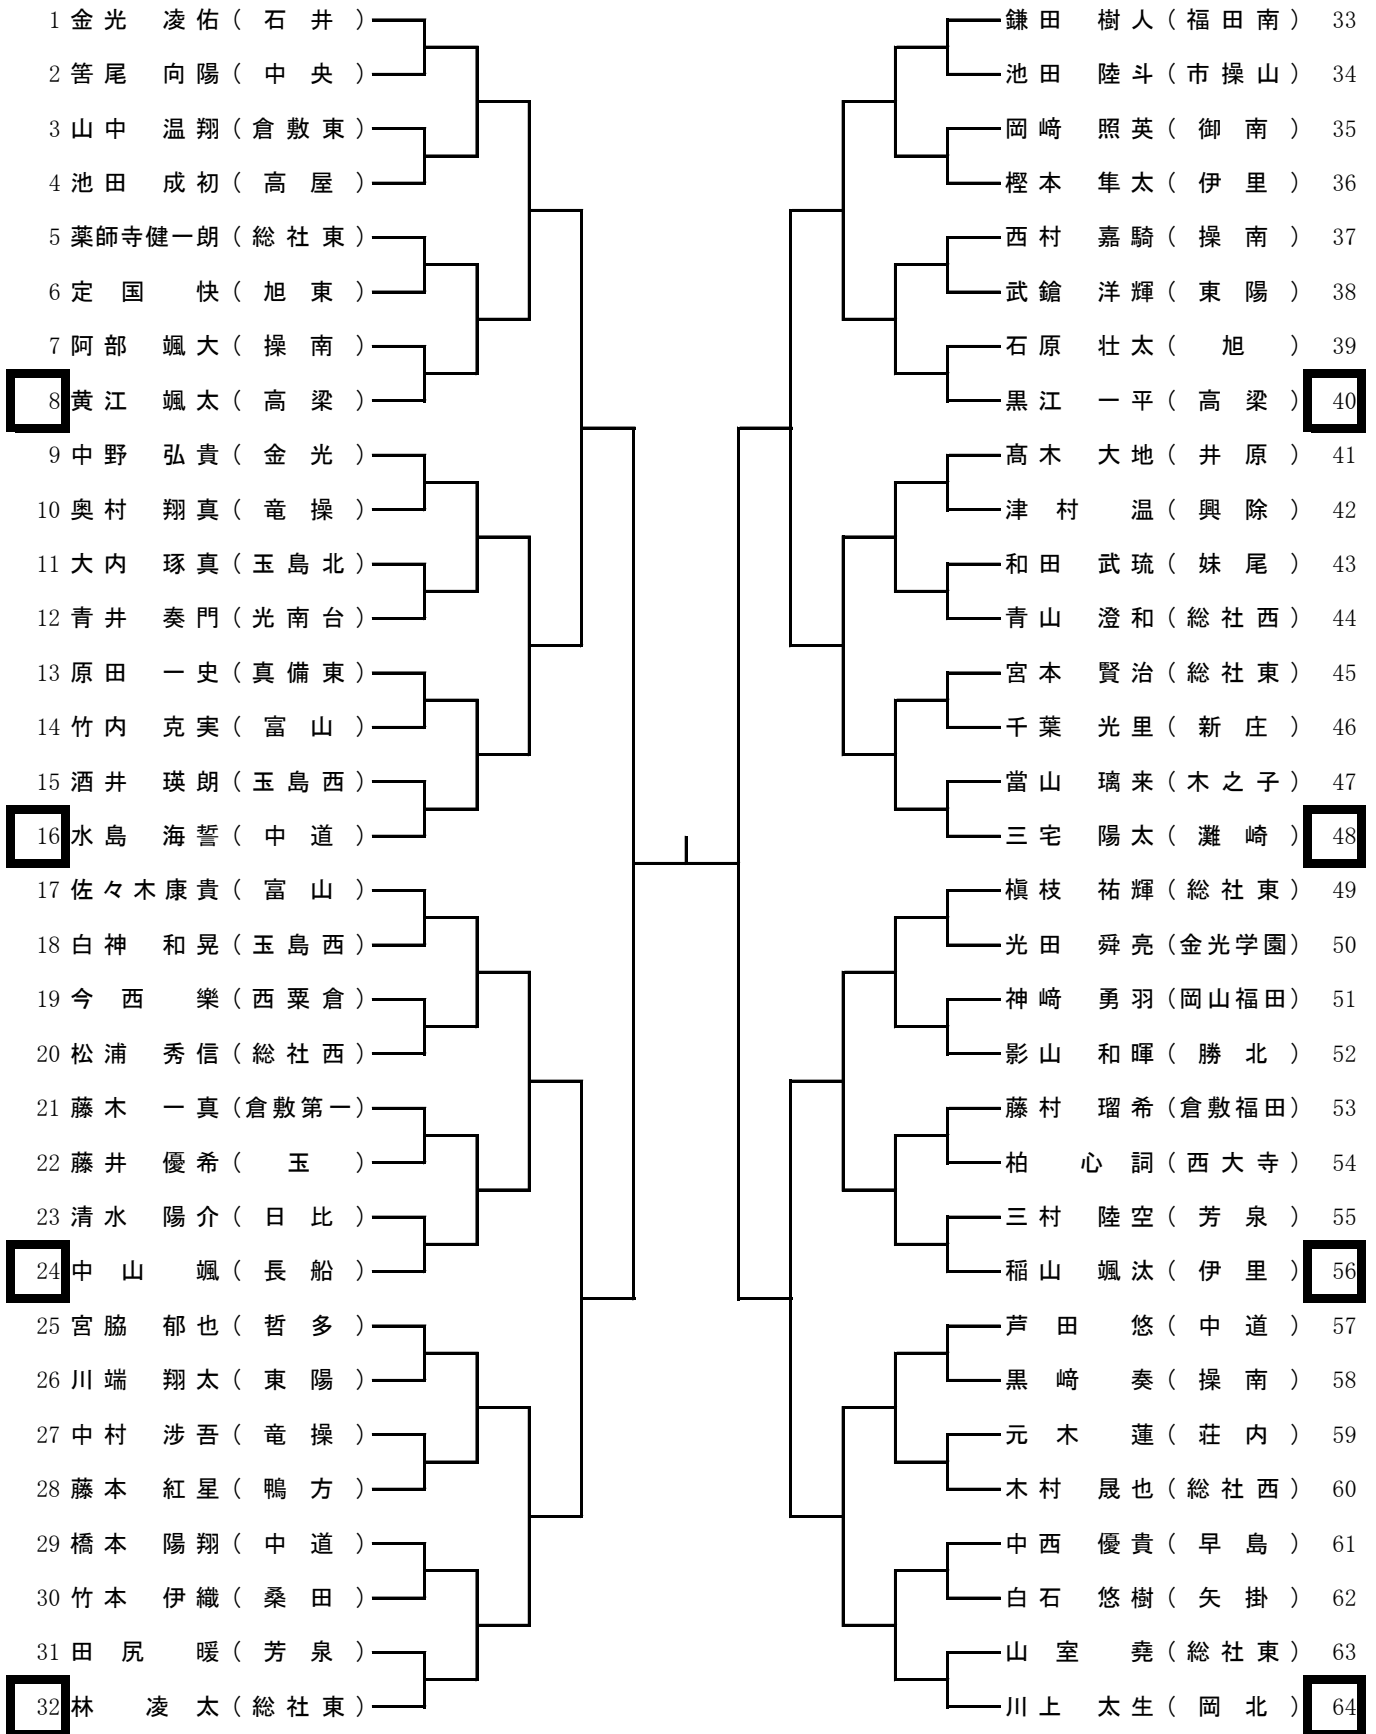 1 金光 凌佑（石井）
2 筈尾 向陽（中央）
3 山中 温翔（倉敷東）
4 池田 成初（高屋）
5 薬師寺健一朗（総社東）
6 定国 快（旭東）
7 阿部 颯大（操南）
8 黄江 颯太（高梁）
9 中野 弘貴（金光）
10 奥村 翔真（竜操）
11 大内 琢真（玉島北）
12 青井 奏門（光南台）
13 原田 一史（真備東）
14 竹内 克実（富山）
15 酒井 瑛朗（玉島西）
16 水島 海誓（中道）
17 佐々木康貴（富山）
18 白神 和晃（玉島西）
19 今西 樂（西粟倉）
20 松浦 秀信（総社西）
21 藤木 一真（倉敷第一）
22 藤井 優希（玉）
23 清水 陽介（日比）
24 中山 颯（長船）
25 宮脇 郁也（哲多）
26 川端 翔太（東陽）
27 中村 涉吾（竜操）
28 藤本 紅星（鴨方）
29 橋本 陽翔（中道）
30 竹本 伊織（桑田）
31 田尻 暖（芳泉）
32 林 凌太（総社東）
鎌田 樹人（福田南） 33
池田 陸斗（市操山） 34
岡﨑 照英（御南） 35
樫本 隼太（伊里） 36
西村 嘉騎（操南） 37
武鎗 洋輝（東陽） 38
石原 壮太（旭） 39
黒江 一平（高梁） 40
髙木 大地（井原） 41
津村 温（興除） 42
和田 武琉（妹尾） 43
青山 澄和（総社西） 44
宮本 賢治（総社東） 45
千葉 光里（新庄） 46
當山 璃来（木之子） 47
三宅 陽太（灘崎） 48
槇枝 祐輝（総社東） 49
光田 舜亮（金光学園） 50
神﨑 勇羽（岡山福田） 51
影山 和暉（勝北） 52
藤村 瑠希（倉敷福田） 53
柏 心詞（西大寺） 54
三村 陸空（芳泉） 55
稲山 颯汰（伊里） 56
芦田 悠（中道） 57
黒﨑 奏（操南） 58
元木 蓮（荘内） 59
木村 晟也（総社西） 60
中西 優貴（早島） 61
白石 悠樹（矢掛） 62
山室 堯（総社東） 63
川上 太生（岡北） 64